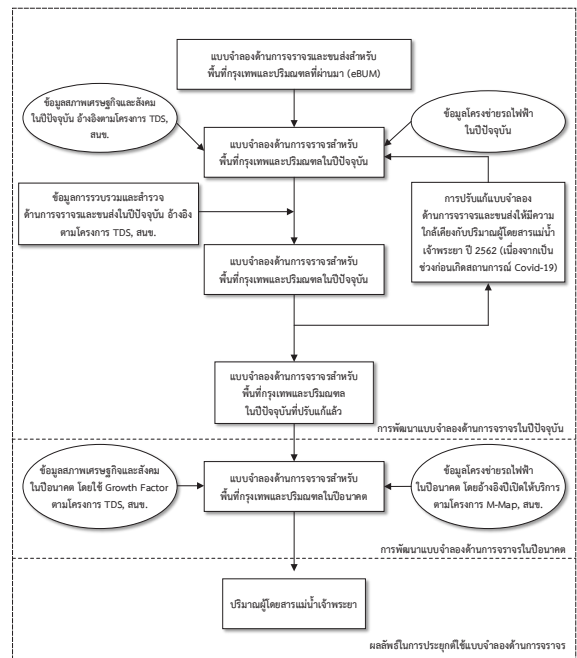 แบบจำลองด้านการจราจรและขนส่งสำหรับ
พื้นที่กรุงเทพและปริมณฑลที่ผ่านมา (eBUM)
ข้อมูลสภาพเศรษฐกิจและสังคม
ในปีปัจจุบัน อ้างอิงตามโครงการ TDS,
สนข.
ข้อมูลโครงข่ายรถไฟฟ้า
ในปีปัจจุบัน
แบบจำลองด้านการจราจรสำหรับ
พื้นที่กรุงเทพและปริมณฑลในปีปัจจุบัน
ข้อมูลการรวบรวมและสำรวจ
ด้านการจราจรและขนส่งในปีปัจจุบัน อ้างอิง
ตามโครงการ TDS, สนข.
การปรับแก้แบบจำลอง
ด้านการจราจรและขนส่งให้มีความ
ใกล้เคียงกับปริมาณผู้โดยสารแม่น้ำ
เจ้าพระยา ปี 2562 (เนื่องจากเป็น
ช่วงก่อนเกิดสถานการณ์ Covid-19)
แบบจำลองด้านการจราจรสำหรับ
พื้นที่กรุงเทพและปริมณฑลในปีปัจจุบัน
แบบจำลองด้านการจราจรสำหรับ
พื้นที่กรุงเทพและปริมณฑล
ในปีปัจจุบันที่ปรับแก้แล้ว
การพัฒนาแบบจำลองด้านการจราจรในปีปัจจุบัน
ข้อมูลสภาพเศรษฐกิจและสังคม
ในปีอนาคต โดยใช้ Growth Factor
ตามโครงการ TDS, สนข.
แบบจำลองด้านการจราจรสำหรับ
พื้นที่กรุงเทพและปริมณฑลในปีอนาคต
ข้อมูลโครงข่ายรถไฟฟ้า
ในปีอนาคต โดยอ้างอิงปีเปิดให้บริการ
ตามโครงการ M-Map, สนข.
การพัฒนาแบบจำลองด้านการจราจรในปีอนาคต
ปริมาณผู้โดยสารแม่น้ำเจ้าพระยา
ผลลัพธ์ในการประยุกต์ใช้แบบจำลองด้านการจราจร